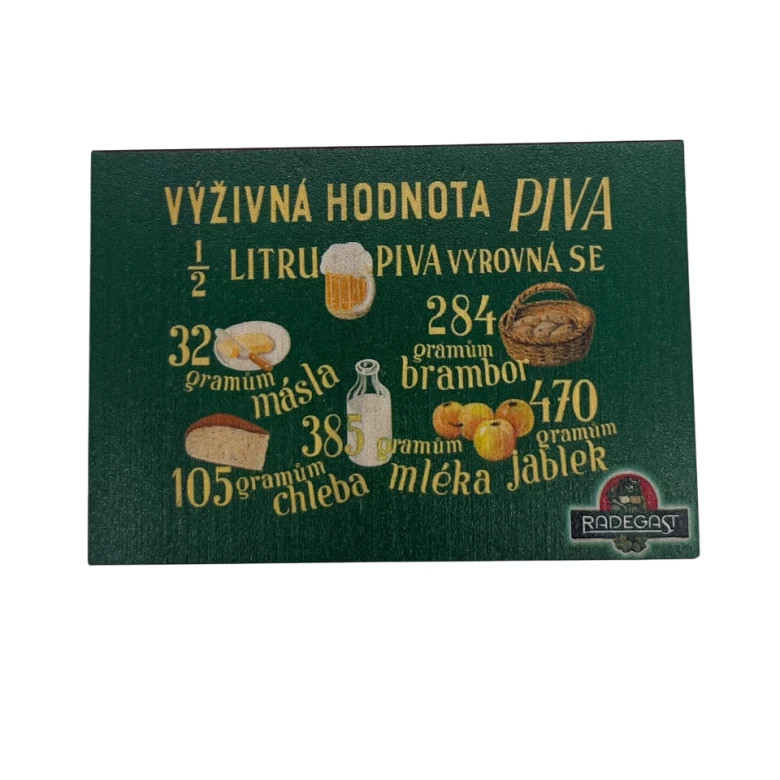 VÝŽIVNÁ HODNOTA PIVA
1/2 LITRU PIVA VYROVNÁ SE
32 gramům másla
284 gramům brambor
105 gramům chleba
385 gramům mléka
470 gramům jablek
RADEGAST